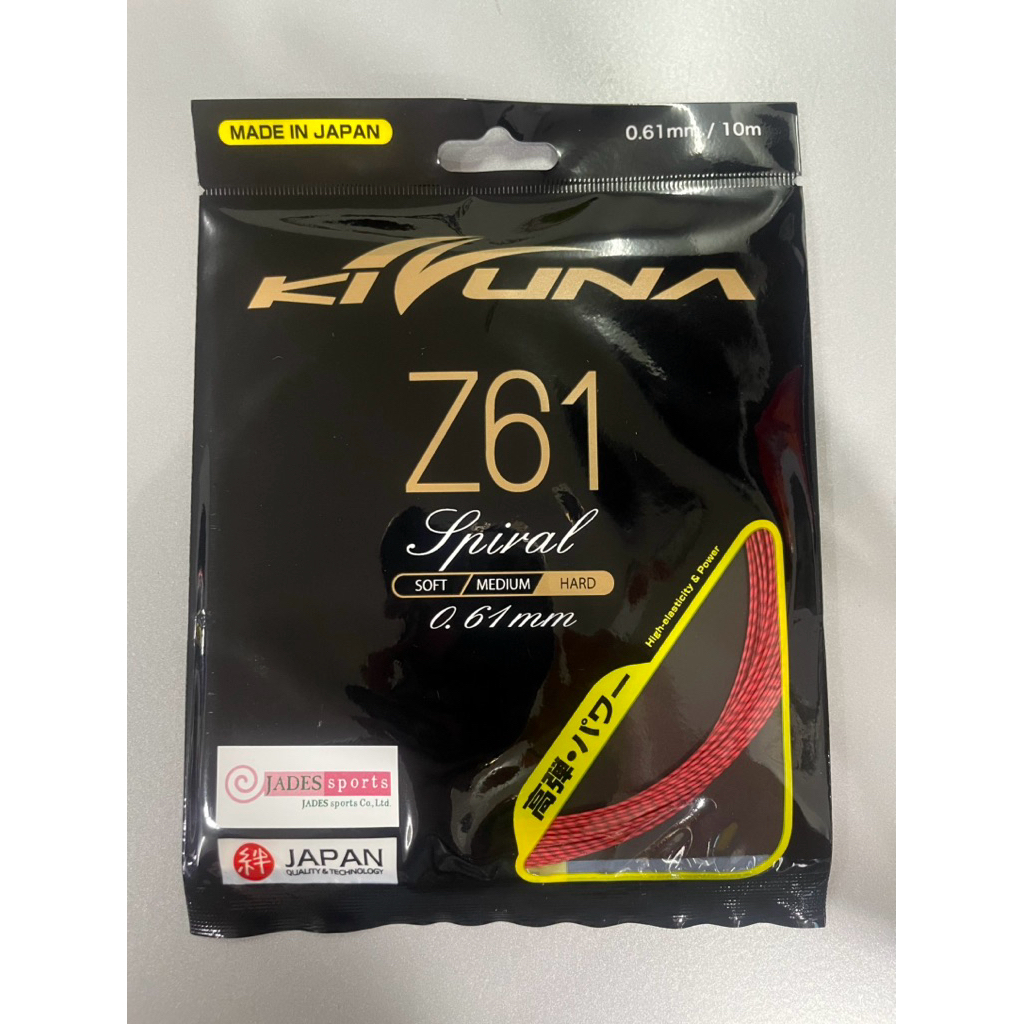 MADE IN JAPAN
0.61mm / 10m
KIZUNA
Z61
Spiral
SOFT / MEDIUM / HARD
0.61mm
High-elasticity & Power
高弾・パワー
JADES sports
JADES sports Co., Ltd.
絆 JAPAN
QUALITY & TECHNOLOGY